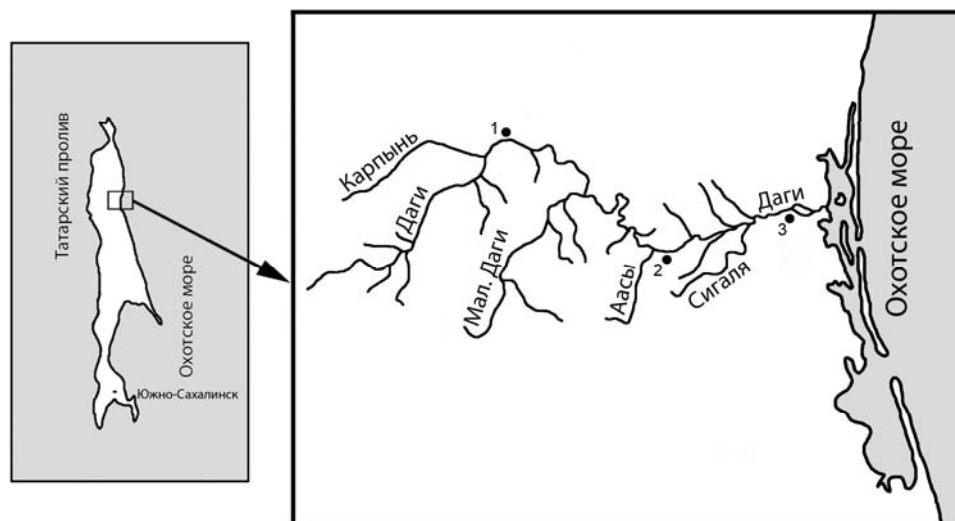 Татарский пролив
Охотское море
Южно-Сахалинск
1
Карпынь
Даги
Мал. Даги
Аасы
2
Сигаля
Даги
3
Охотское море